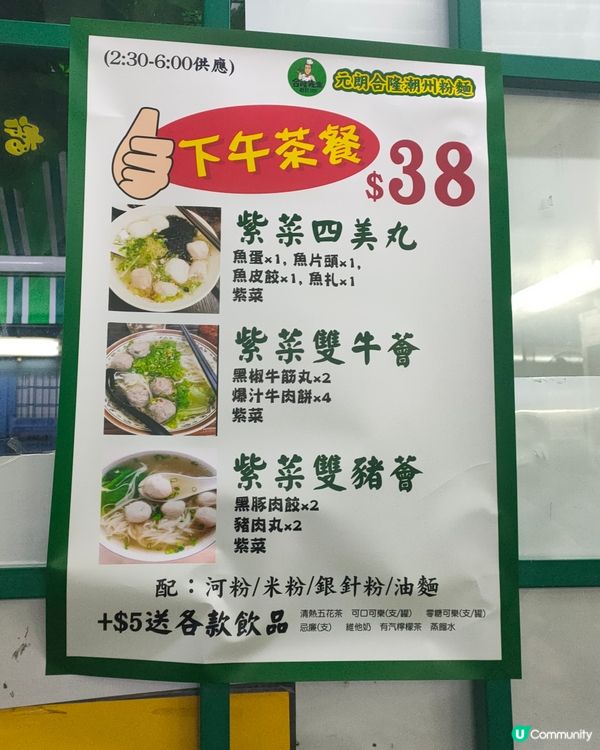 (2:30-6:00供應)
元朗合隆潮州粉麵
下午茶餐
$38
紫菜四美丸
魚蛋×1, 魚片頭×1,
魚皮餃×1, 魚扎×1
紫菜
紫菜雙牛薈
黑椒牛筋丸×2
爆汁牛肉餅×4
紫菜
紫菜雙豬薈
黑豚肉餃×2
豬肉丸×2
紫菜
配：河粉/米粉/銀針粉/油麵
+$5送各款飲品
清熱五花茶 可口可樂(支/罐) 零糖可樂(支/罐)
忌廉(支) 維他奶 有汽檸檬茶 蒸餾水
U Community